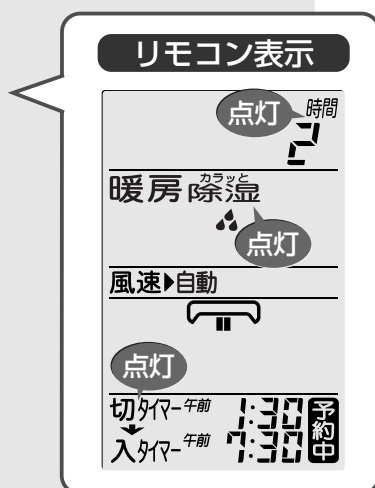 リモコン表示
点灯 時間
2
カラッと
暖房除湿
点灯
風速▶自動
点灯
切タイマー午前 1:30 予約中
入タイマー午前 7:30